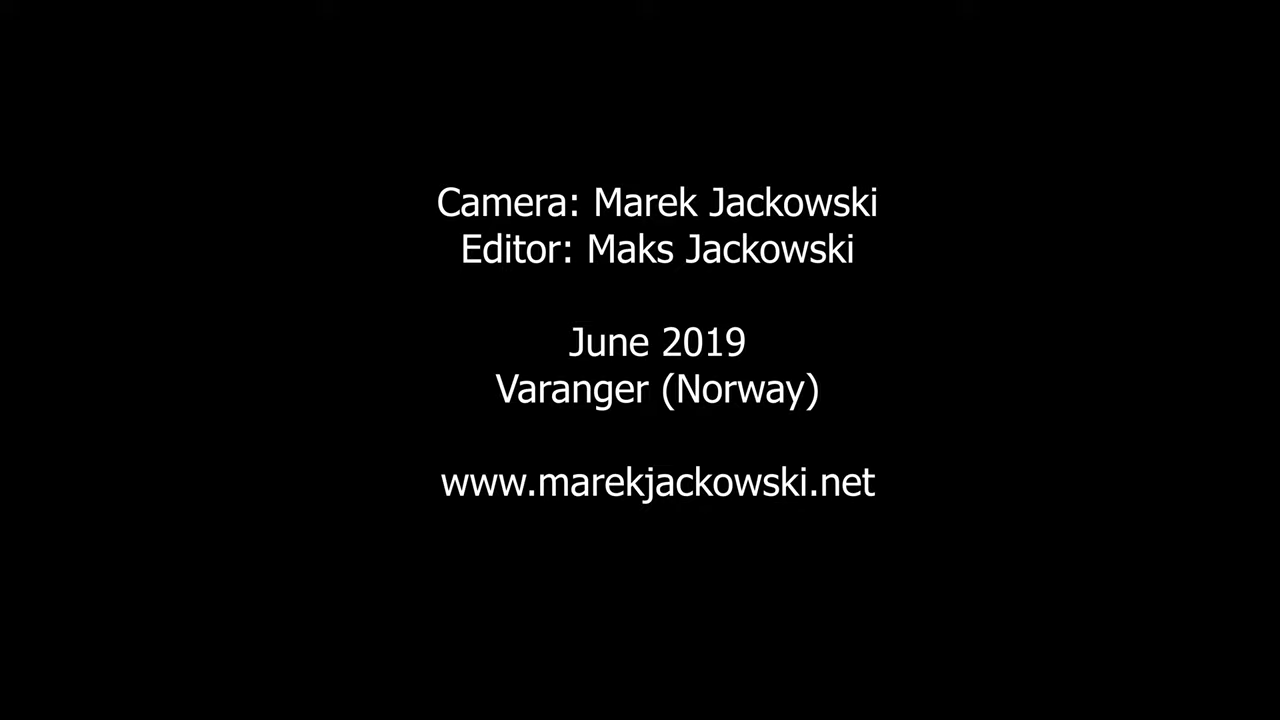 Camera: Marek Jackowski
Editor: Maks Jackowski
June 2019
Varanger (Norway)
www.marekjackowski.net